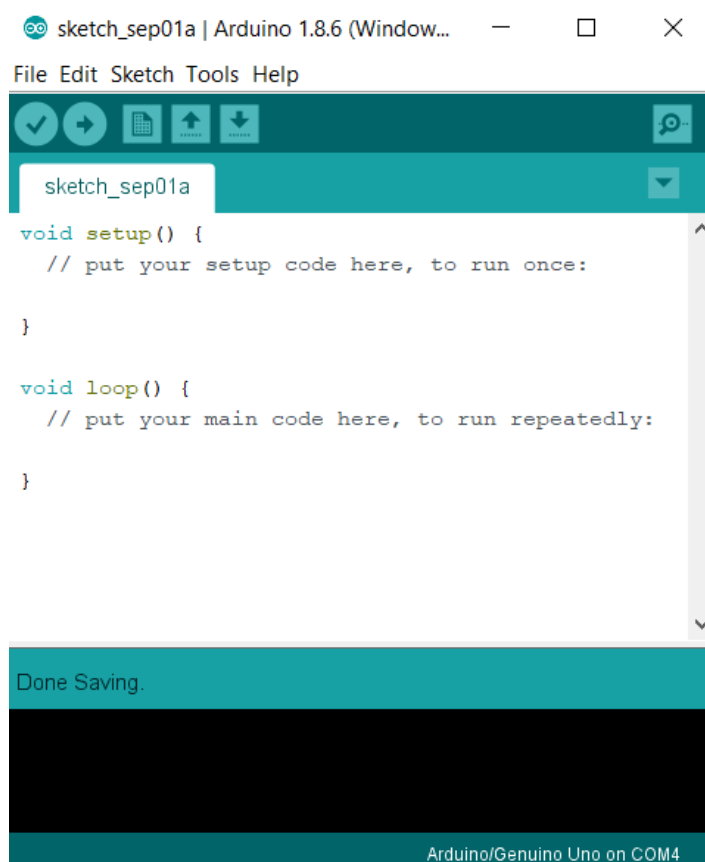 sketch_sep01a | Arduino 1.8.6 (Window...
File Edit Sketch Tools Help
sketch_sep01a
void setup() {
  // put your setup code here, to run once:
}
void loop() {
  // put your main code here, to run repeatedly:
}
Done Saving.
Arduino/Genuino Uno on COM4